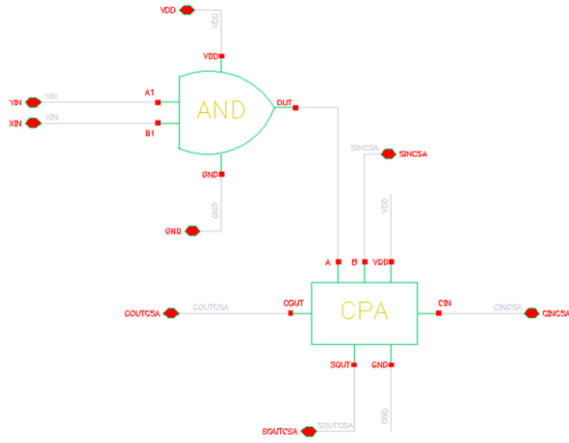 VDD
VDD
VDD
A1
AND
OUT
YIN YIN
XIN XIN
B1
GND
SINCSA SINCSA
GND
GND
VDD
A B VDD
COUTCSA COUTCSA COUT CPA CIN CINCSA CINCSA
SOUT GND
GND
SOUTCSA SOUTCSA